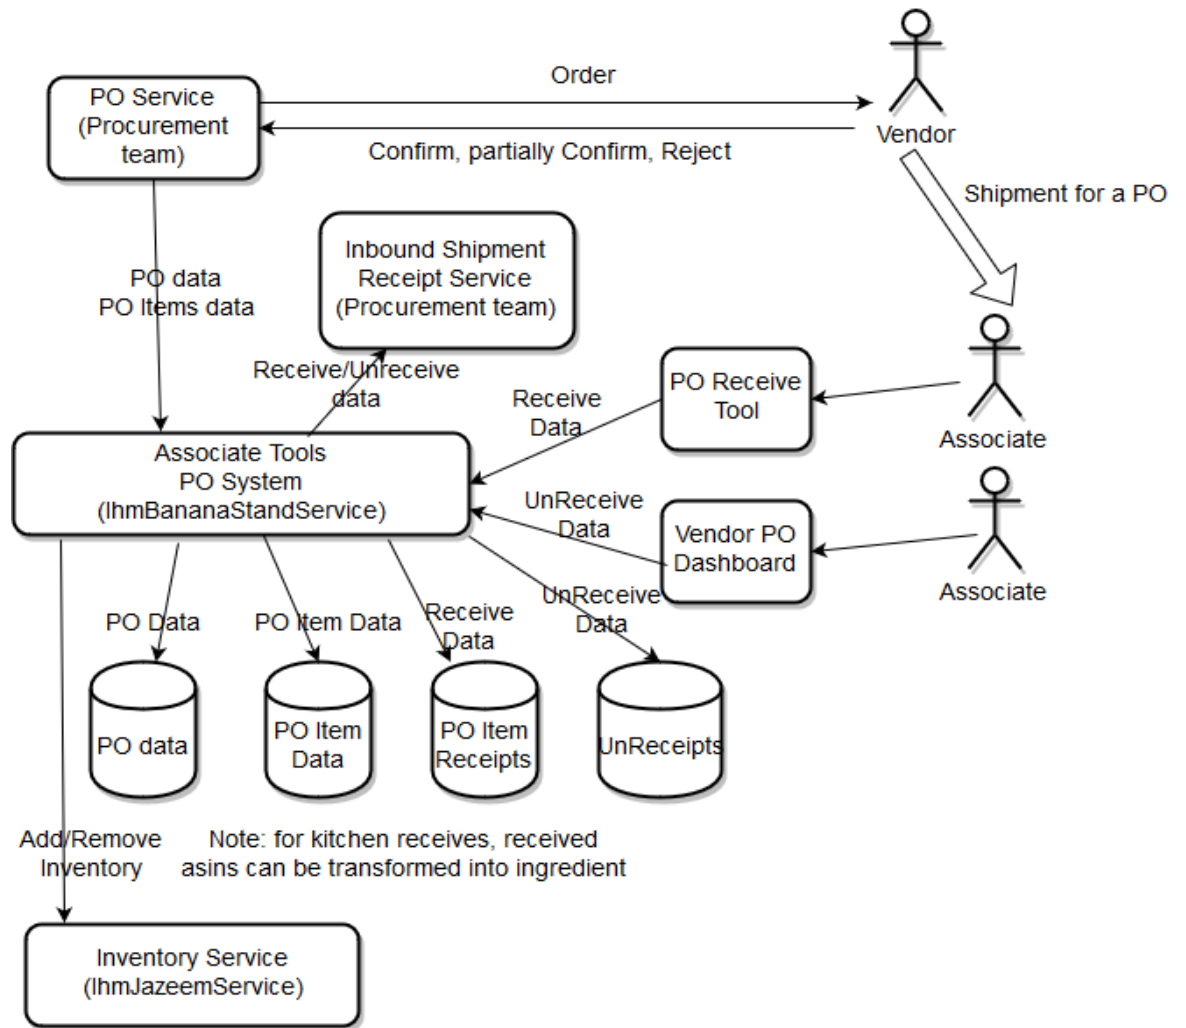 Order
PO Service
(Procurement
team)
Vendor
Confirm, partially Confirm, Reject
Shipment for a PO
Inbound Shipment
Receipt Service
(Procurement team)
PO data
PO Items data
Receive/Unreceive
data
PO Receive
Tool
Receive
Data
Associate
Associate Tools
PO System
(IhmBananaStandService)
UnReceive
Data
Vendor PO
Dashboard
Associate
PO Data
PO Item Data
Receive
Data
UnReceive
Data
PO data
PO Item
Data
PO Item
Receipts
UnReceipts
Add/Remove
Inventory
Note: for kitchen receives, received
asins can be transformed into ingredient
Inventory Service
(IhmJazeemService)